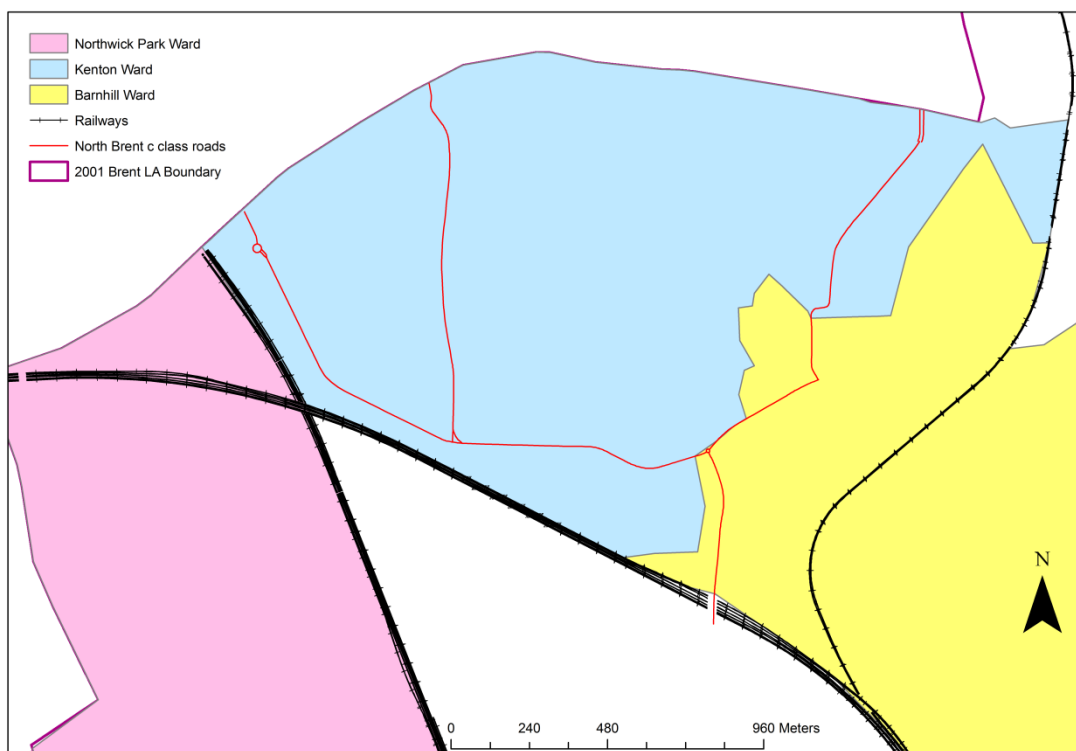 Northwick Park Ward
Kenton Ward
Barnhill Ward
Railways
North Brent c class roads
2001 Brent LA Boundary
N
0 240 480 960 Meters